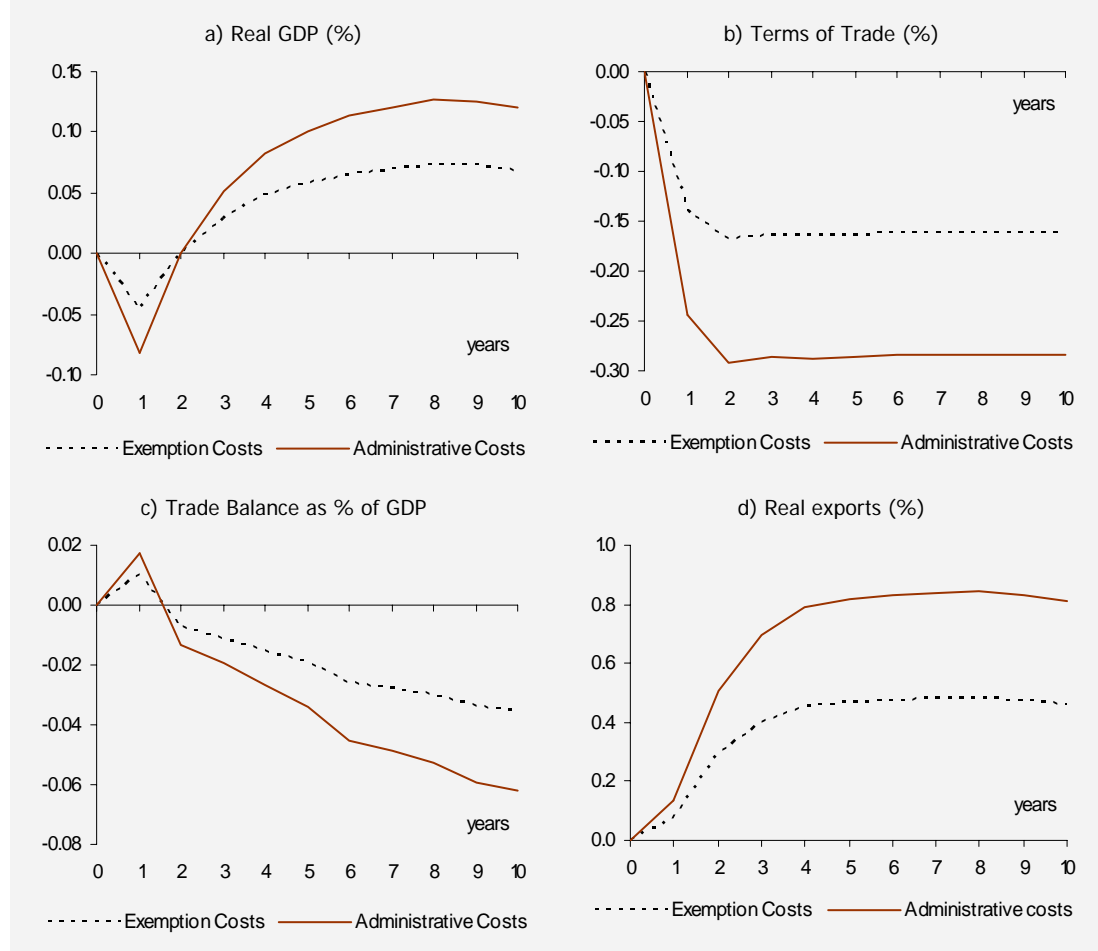 a) Real GDP (%)
0.15
0.10
0.05
0.00
-0.05
-0.10
years
0 1 2 3 4 5 6 7 8 9 10
Exemption Costs Administrative Costs
b) Terms of Trade (%)
0.00
-0.05
-0.10
-0.15
-0.20
-0.25
-0.30
years
0 1 2 3 4 5 6 7 8 9 10
Exemption Costs Administrative Costs
c) Trade Balance as % of GDP
0.02
0.00
-0.02
-0.04
-0.06
-0.08
years
0 1 2 3 4 5 6 7 8 9 10
Exemption Costs Administrative Costs
d) Real exports (%)
1.0
0.8
0.6
0.4
0.2
0.0
years
0 1 2 3 4 5 6 7 8 9 10
Exemption Costs Administrative costs